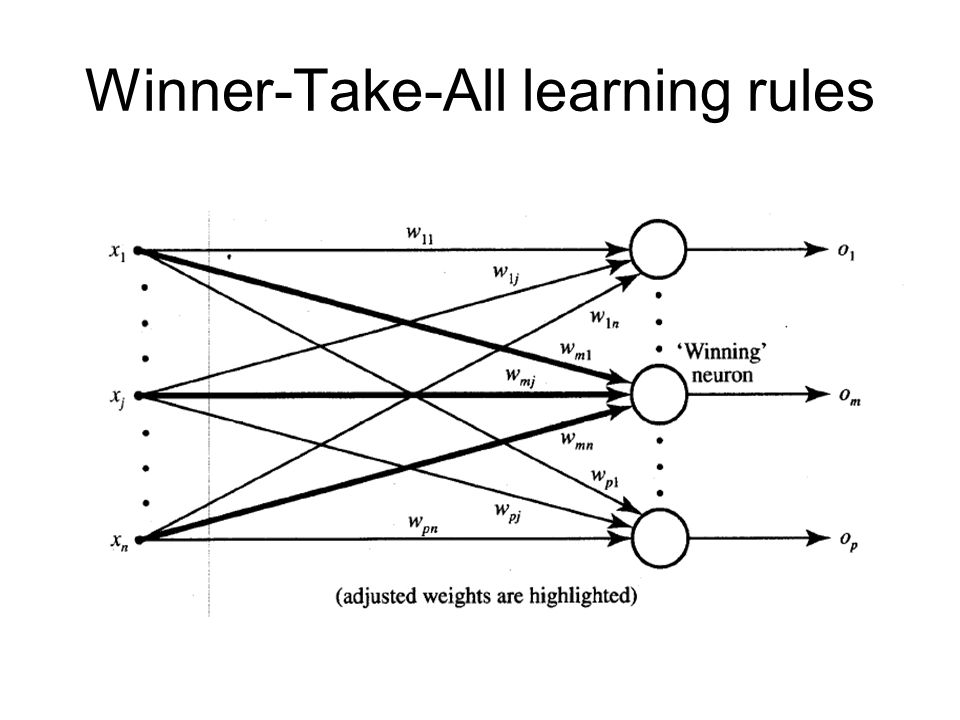 Winner-Take-All learning rules
x1 w11 o1
w1j
w1n
wm1 'Winning'
xj wmj neuron om
wmn
wp1
wpj
xn wpn op
(adjusted weights are highlighted)